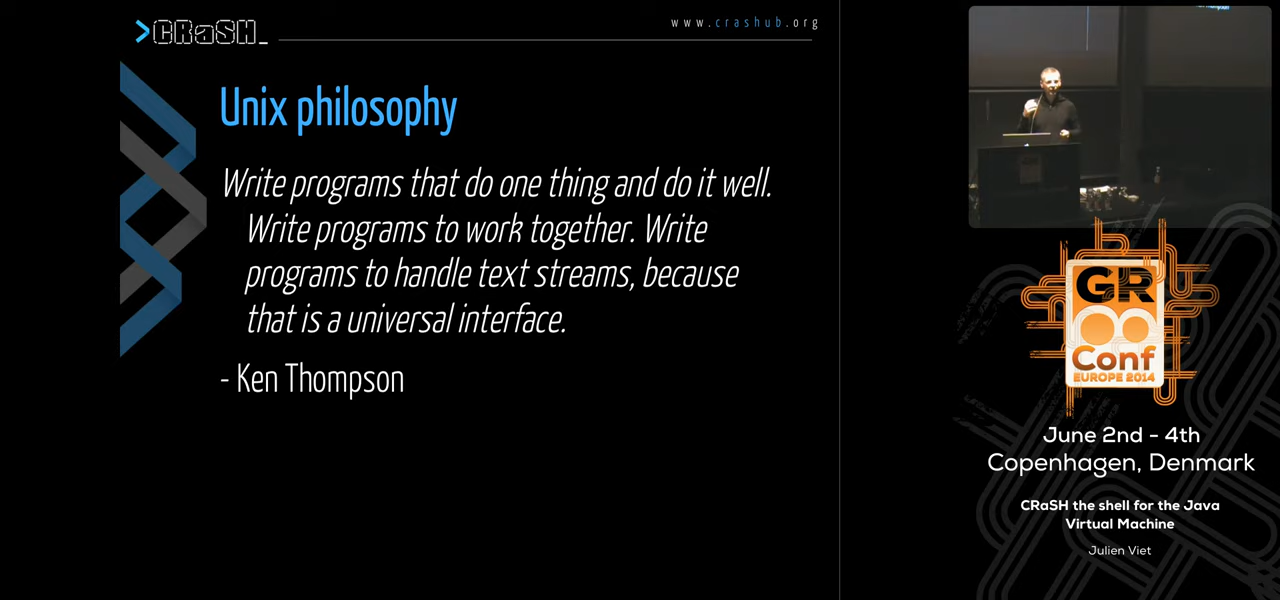 >CRaSH_
www.crashub.org
Unix philosophy
Write programs that do one thing and do it well.
Write programs to work together. Write
programs to handle text streams, because
that is a universal interface.
- Ken Thompson
GR
Conf
EUROPE 2014
June 2nd - 4th
Copenhagen, Denmark
CRaSH the shell for the Java
Virtual Machine
Julien Viet